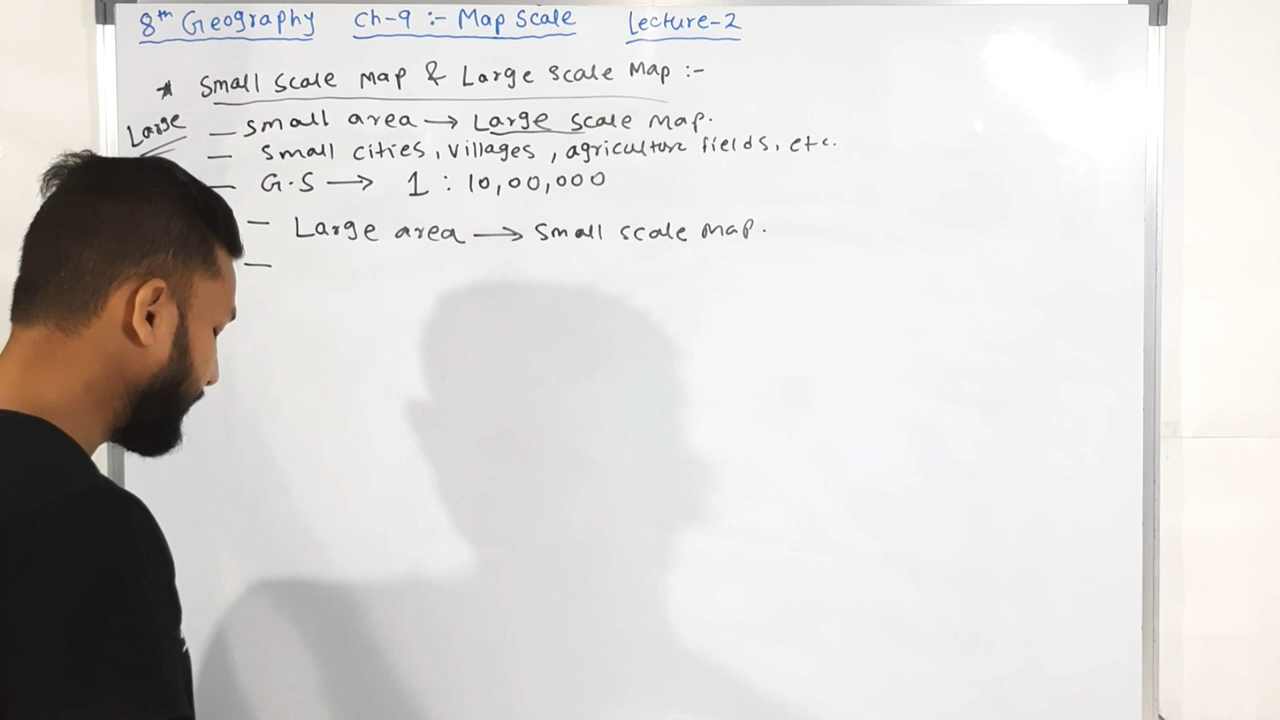 8th Geography Ch-9 :- Map Scale Lecture-2
* Small Scale Map & Large Scale Map :-
Large
— Small area → Large scale map.
— Small cities, villages, agriculture fields, etc.
— G.S → 1 : 10,00,000
— Large area → Small scale map.
—